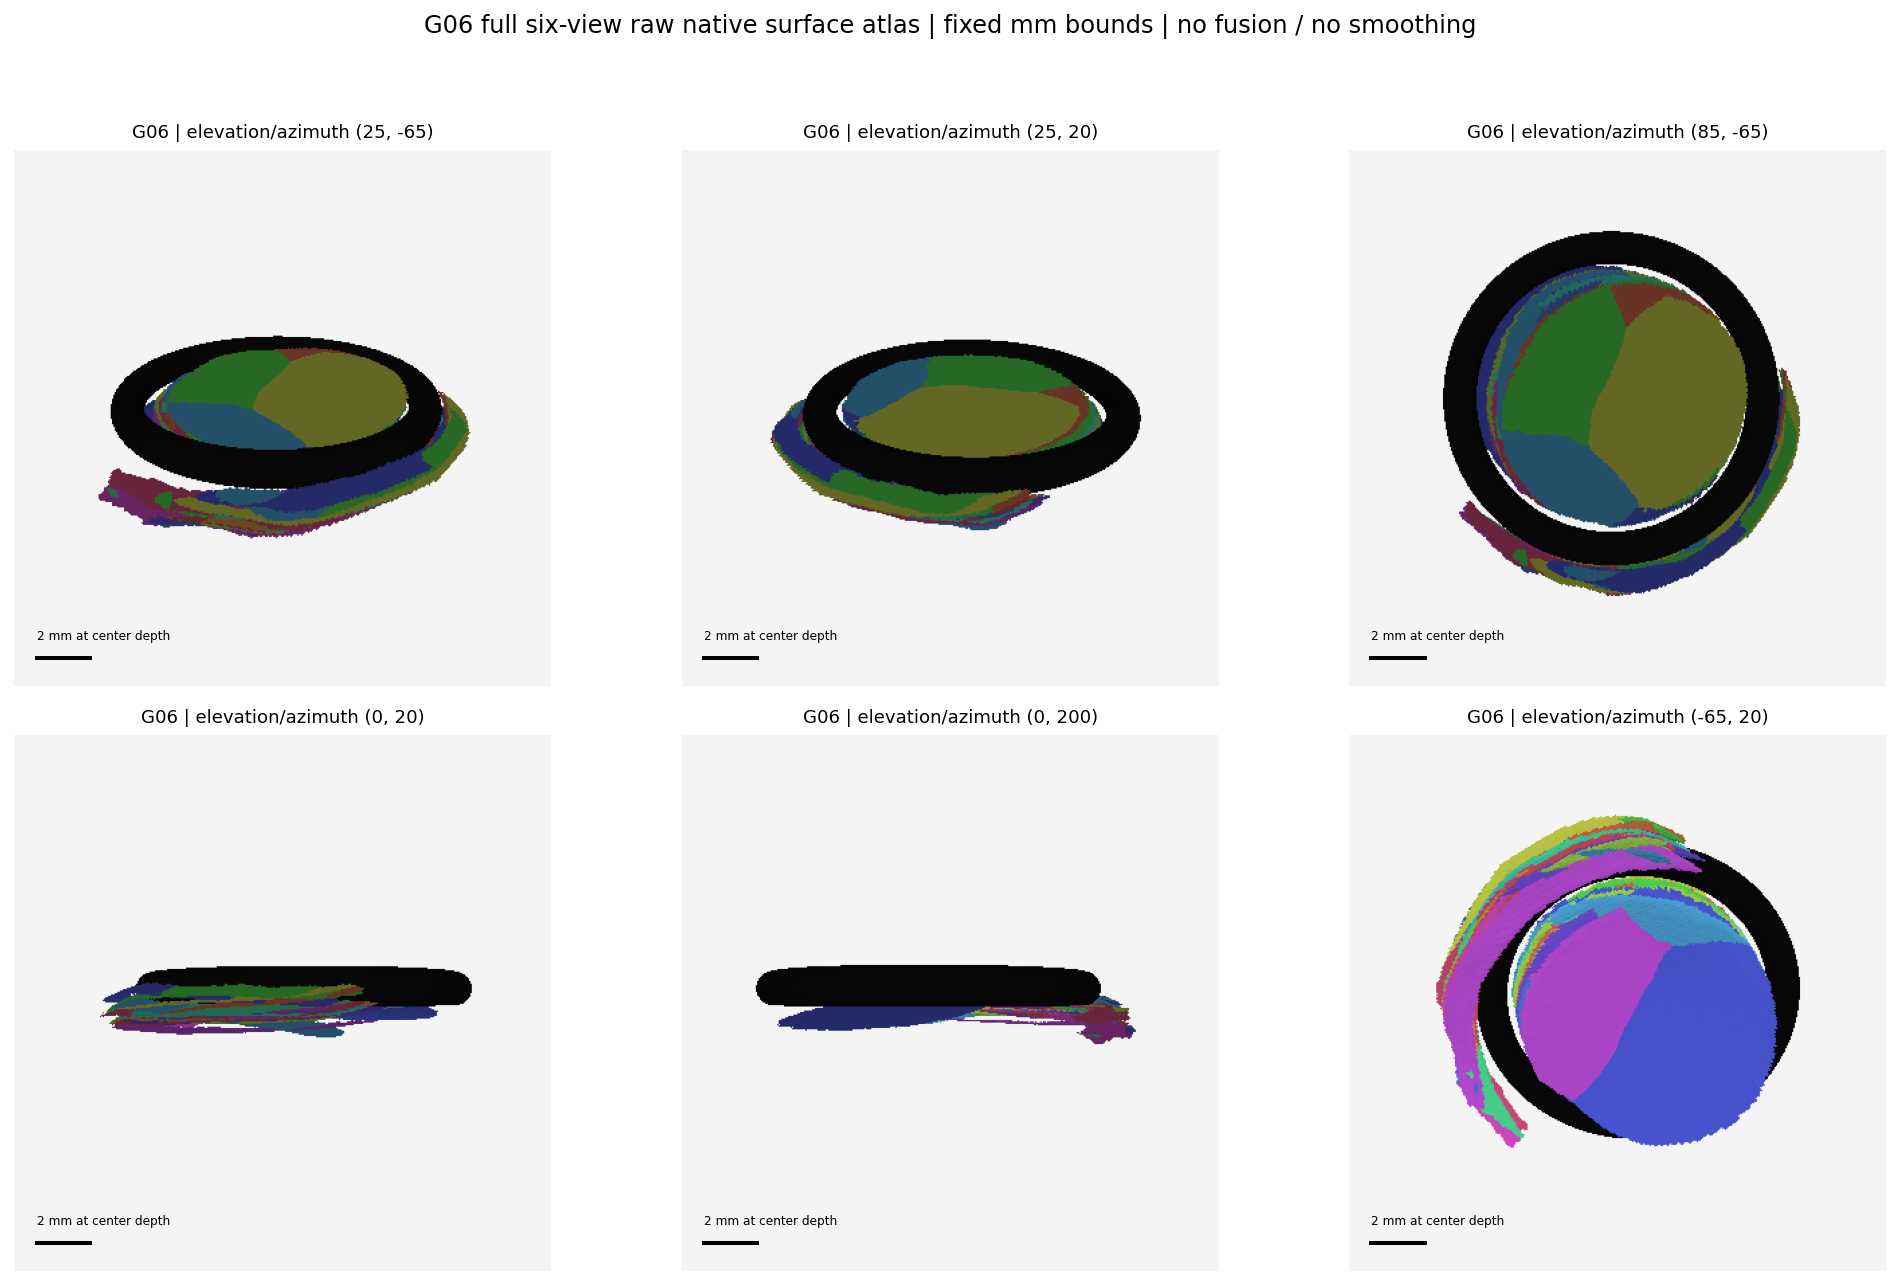 G06 full six-view raw native surface atlas | fixed mm bounds | no fusion / no smoothing
G06 | elevation/azimuth (25, -65)
G06 | elevation/azimuth (25, 20)
G06 | elevation/azimuth (85, -65)
2 mm at center depth
2 mm at center depth
2 mm at center depth
G06 | elevation/azimuth (0, 20)
G06 | elevation/azimuth (0, 200)
G06 | elevation/azimuth (-65, 20)
2 mm at center depth
2 mm at center depth
2 mm at center depth